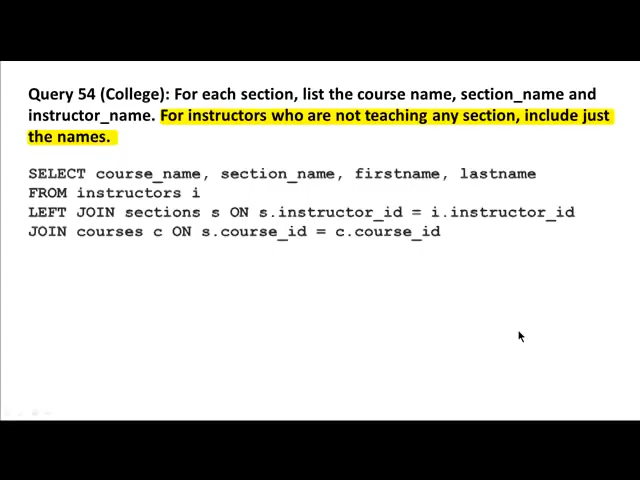 Query 54 (College): For each section, list the course name, section_name and
instructor_name. For instructors who are not teaching any section, include just
the names.
SELECT course_name, section_name, firstname, lastname
FROM instructors i
LEFT JOIN sections s ON s.instructor_id = i.instructor_id
JOIN courses c ON s.course_id = c.course_id